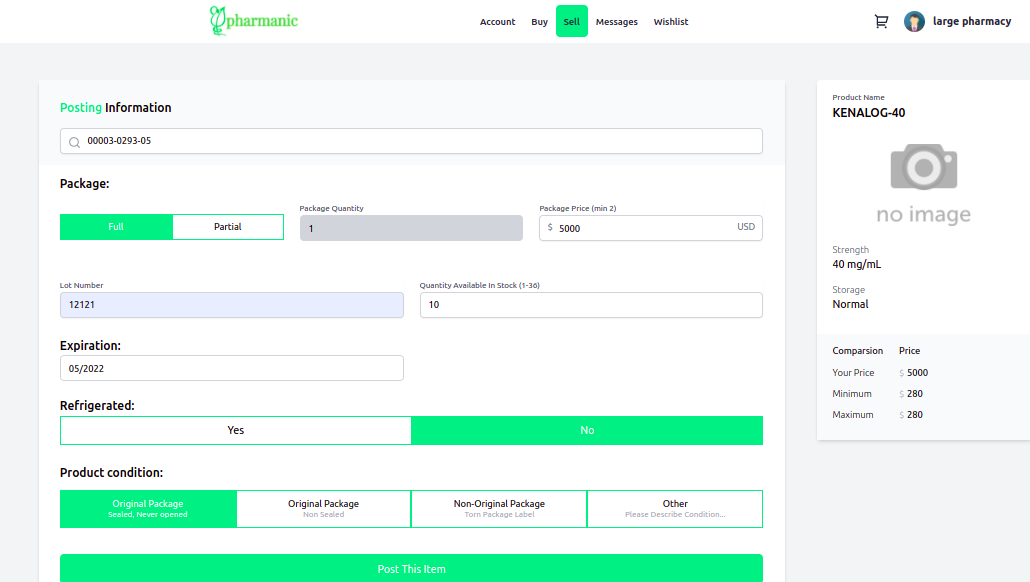 pharmanic
Account Buy Sell Messages Wishlist
large pharmacy
Posting Information
00003-0293-05
Package:
Full Partial
Package Quantity
1
Package Price (min 2)
$ 5000 USD
Lot Number
12121
Quantity Available In Stock (1-36)
10
Expiration:
05/2022
Refrigerated:
Yes No
Product condition:
Original Package
Sealed, Never opened
Original Package
Non Sealed
Non-Original Package
Torn Package Label
Other
Please Describe Condition...
Post This Item
Product Name
KENALOG-40
no image
Strength
40 mg/mL
Storage
Normal
Comparsion Price
Your Price $ 5000
Minimum $ 280
Maximum $ 280